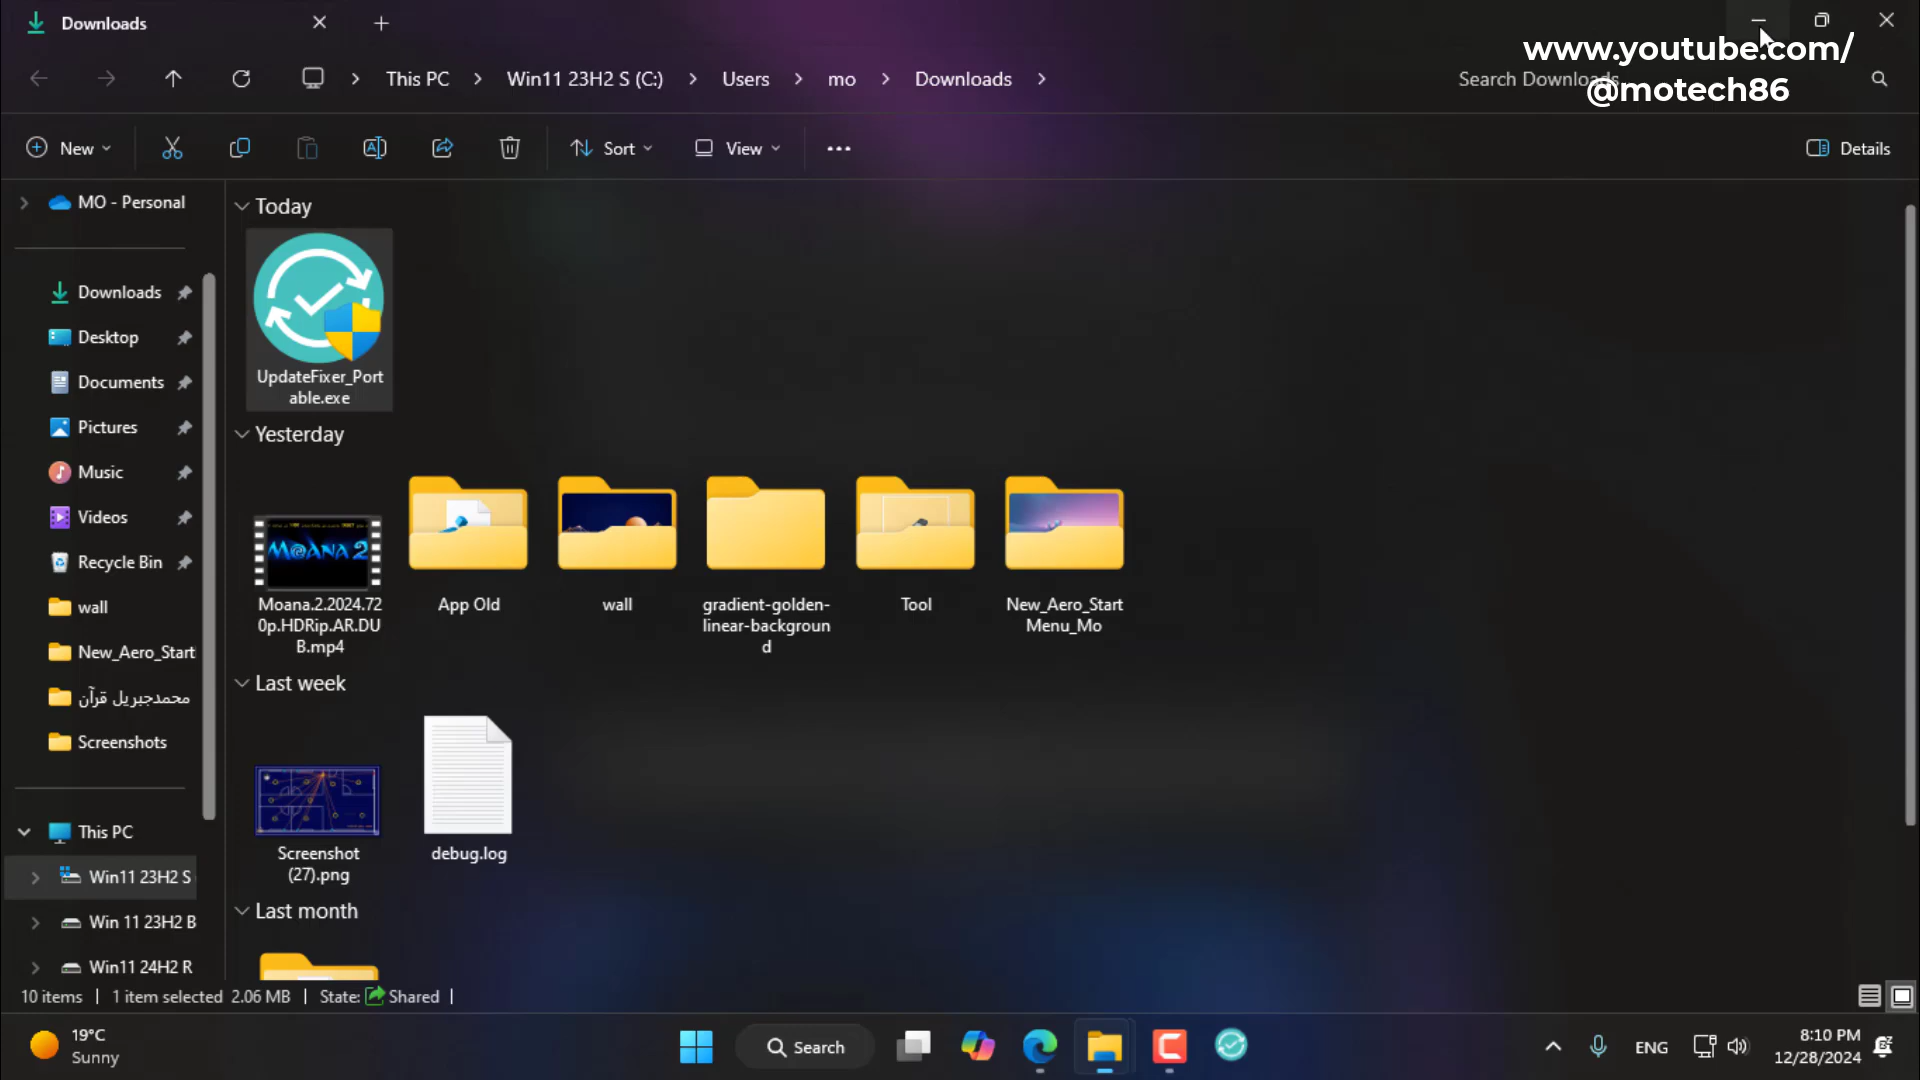 Downloads
www.youtube.com/
@motech86
This PC
Win11 23H2 S (C:)
Users
mo
Downloads
Search Downloads
New
Sort
View
Details
MO - Personal
Downloads
Desktop
Documents
Pictures
Music
Videos
Recycle Bin
wall
New_Aero_Start
محمدجبريل قرآن
Screenshots
This PC
Win11 23H2 S
Win 11 23H2 B
Win11 24H2 R
Today
UpdateFixer_Port
able.exe
Yesterday
MOANA 2
Moana.2.2024.72
0p.HDRip.AR.DU
B.mp4
App Old
wall
gradient-golden-
linear-backgroun
d
Tool
New_Aero_Start
Menu_Mo
Last week
Screenshot
(27).png
debug.log
Last month
10 items
1 item selected 2.06 MB
State: Shared
19°C
Sunny
Search
ENG
8:10 PM
12/28/2024